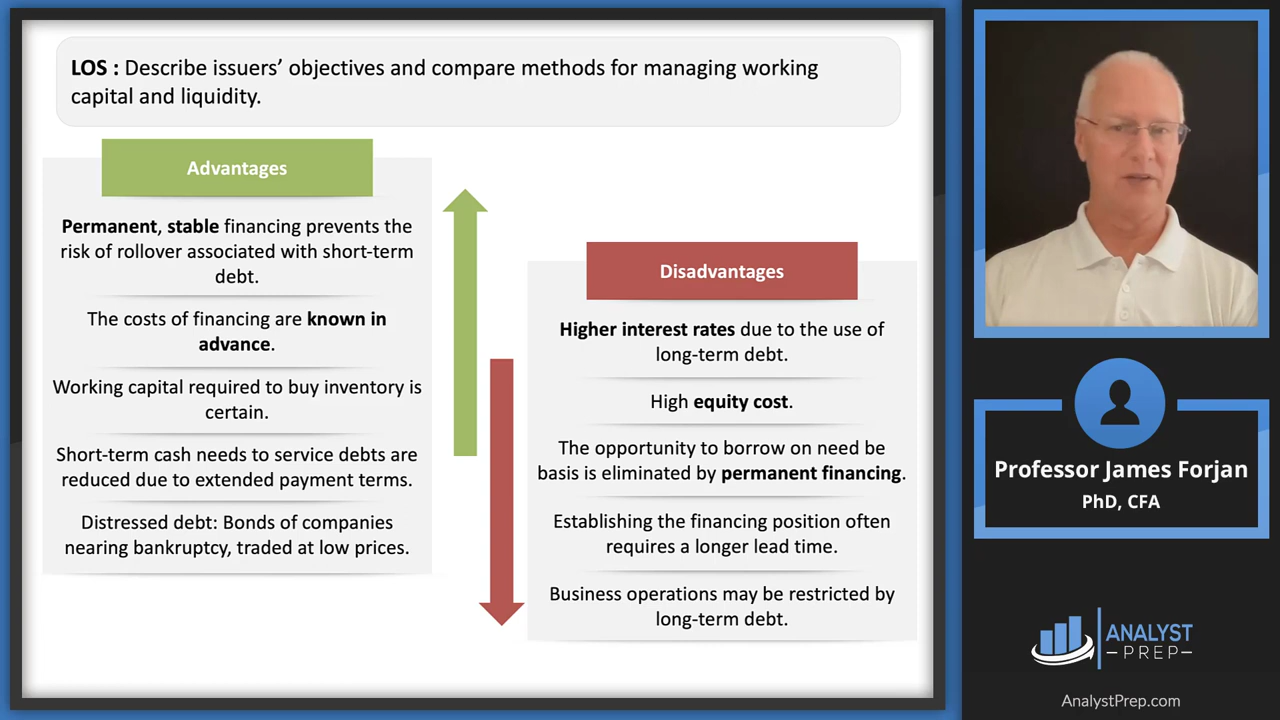 LOS : Describe issuers’ objectives and compare methods for managing working
capital and liquidity.
Advantages
Permanent, stable financing prevents the
risk of rollover associated with short-term
debt.
The costs of financing are known in
advance.
Working capital required to buy inventory is
certain.
Short-term cash needs to service debts are
reduced due to extended payment terms.
Distressed debt: Bonds of companies
nearing bankruptcy, traded at low prices.
Disadvantages
Higher interest rates due to the use of
long-term debt.
High equity cost.
The opportunity to borrow on need be
basis is eliminated by permanent financing.
Establishing the financing position often
requires a longer lead time.
Business operations may be restricted by
long-term debt.
Professor James Forjan
PhD, CFA
ANALYST
PREP
AnalystPrep.com